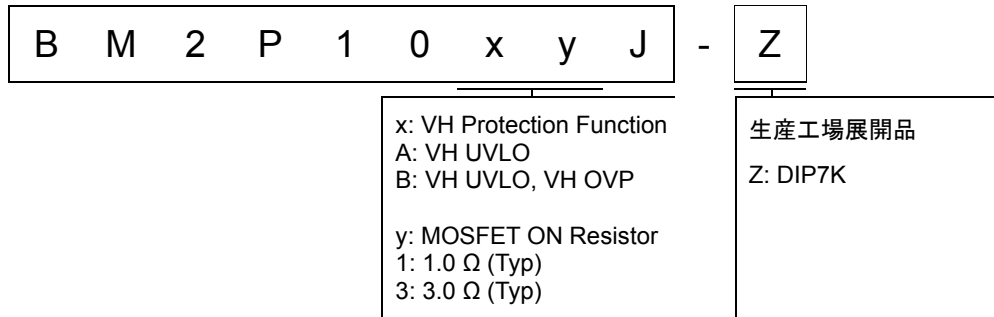 B M 2 P 1 0 x y J - Z
x: VH Protection Function
A: VH UVLO
B: VH UVLO, VH OVP
y: MOSFET ON Resistor
1: 1.0 Ω (Typ)
3: 3.0 Ω (Typ)
生産工場展開品
Z: DIP7K